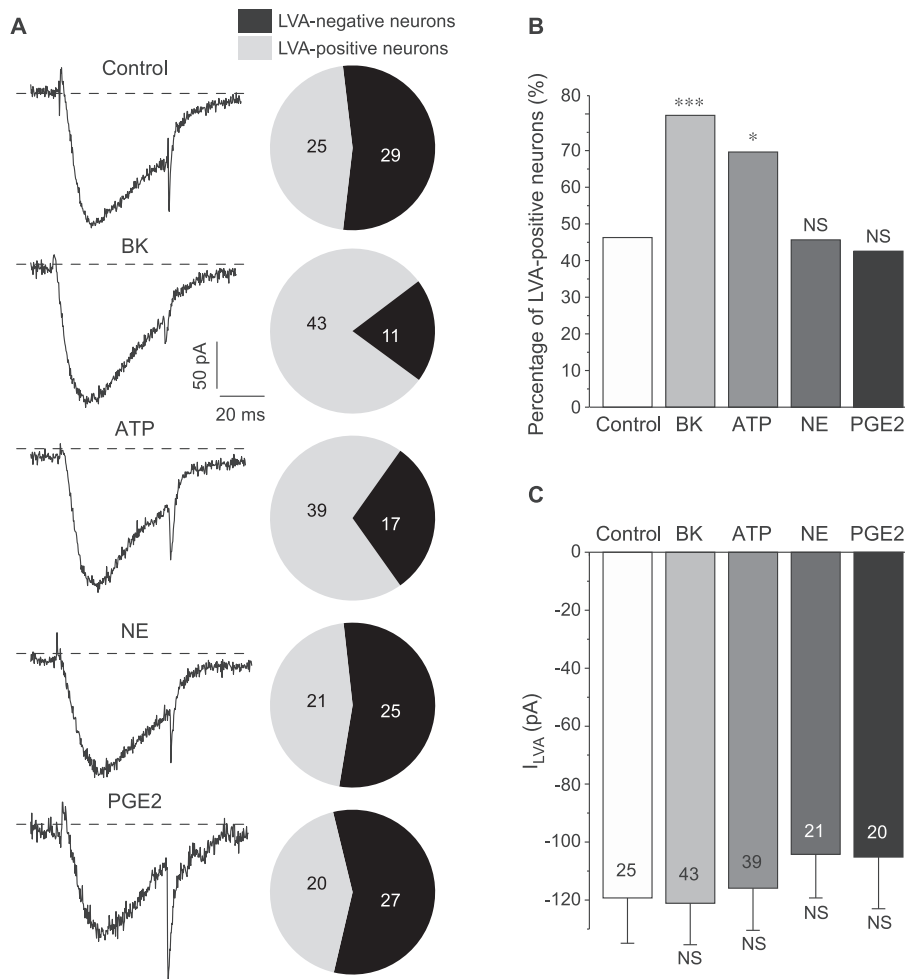 A
LVA-negative neurons
LVA-positive neurons
Control
25
29
BK
43
11
50 pA
20 ms
ATP
39
17
NE
21
25
PGE2
20
27
B
Percentage of LVA-positive neurons (%)
80
70
60
50
40
30
20
10
0
***
*
NS
NS
Control BK ATP NE PGE2
C
Control BK ATP NE PGE2
I_LVA (pA)
0
-20
-40
-60
-80
-100
-120
25
43
39
21
20
NS
NS
NS
NS